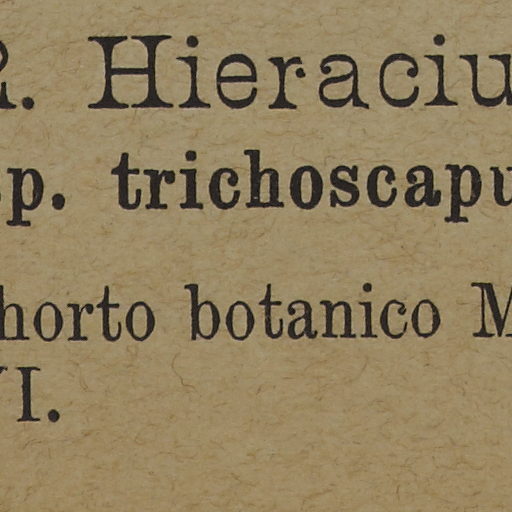 2. Hieraciu
sp. trichoscapu
horto botanico M
VI.